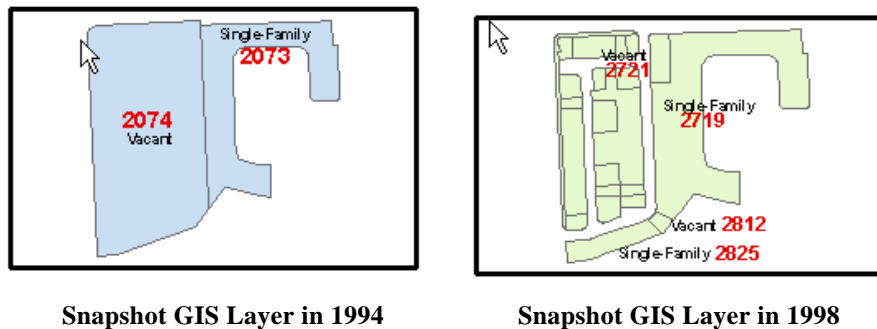 Single-Family
2073
2074
Vacant
Vacant
2721
Single-Family
2719
Vacant 2812
Single-Family 2825
Snapshot GIS Layer in 1994
Snapshot GIS Layer in 1998